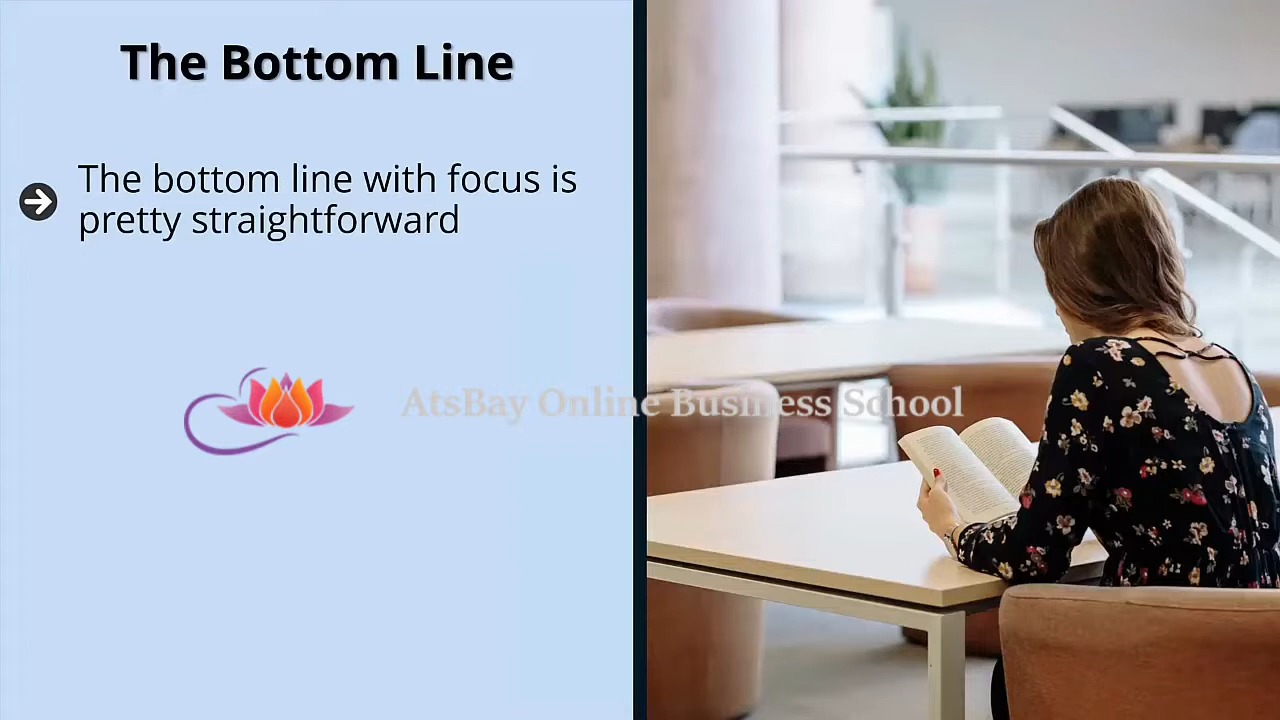 The Bottom Line
The bottom line with focus is
pretty straightforward
AtsBay Online Business School